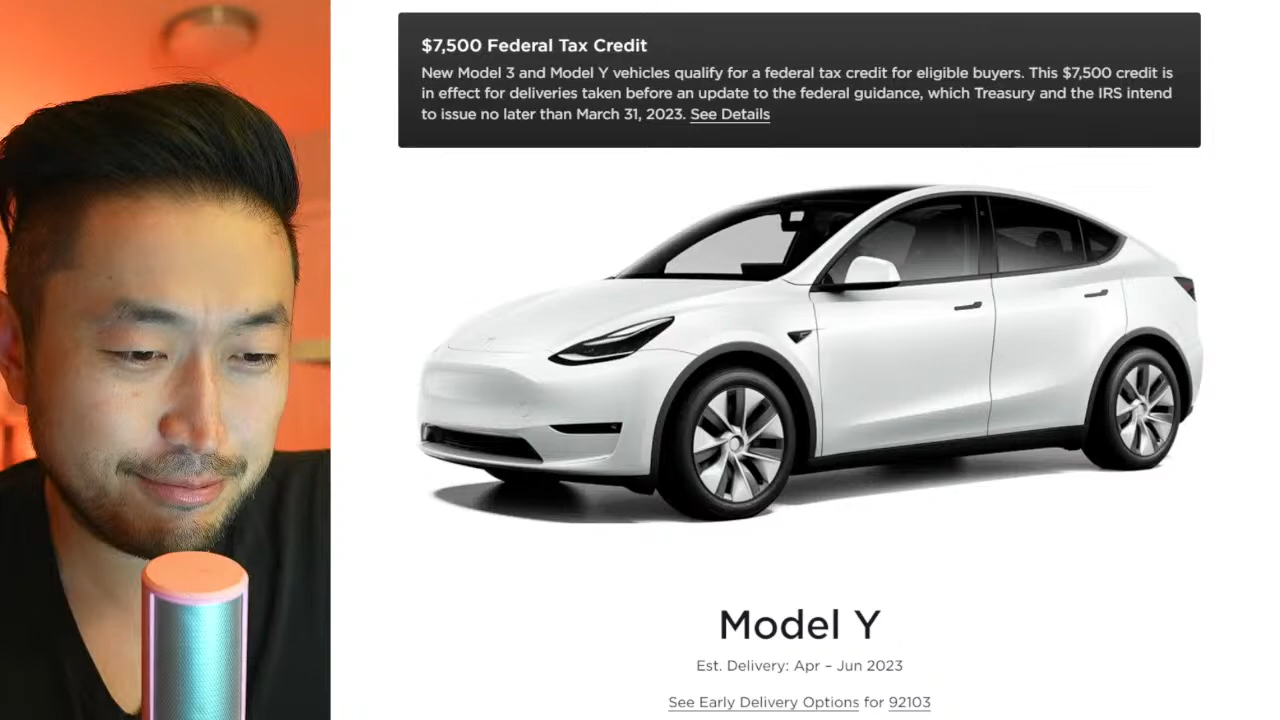 $7,500 Federal Tax Credit
New Model 3 and Model Y vehicles qualify for a federal tax credit for eligible buyers. This $7,500 credit is
in effect for deliveries taken before an update to the federal guidance, which Treasury and the IRS intend
to issue no later than March 31, 2023. See Details
Model Y
Est. Delivery: Apr – Jun 2023
See Early Delivery Options for 92103